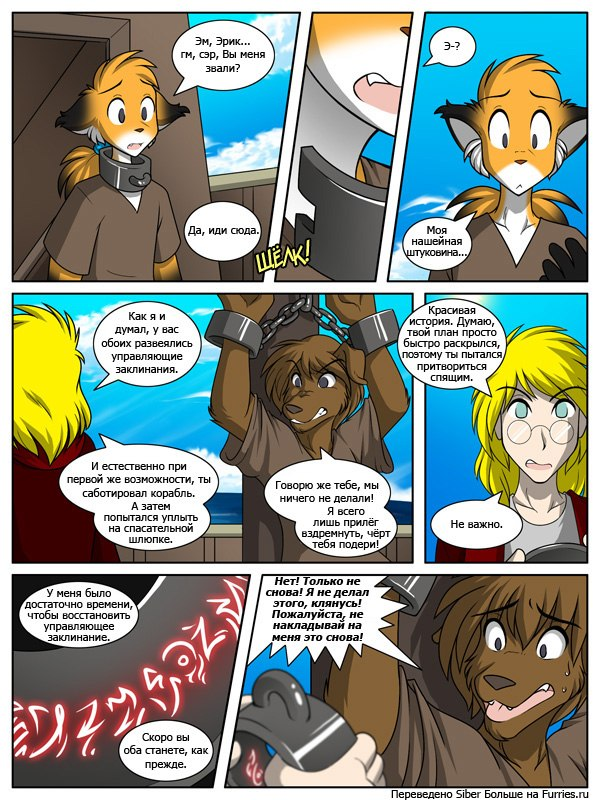 Эм, Эрик...
гм, сэр, Вы меня
звали?
Да, иди сюда.
ЩЁЛК!
Э-?
Моя
нашейная
штуковина...
Как я и
думал, у вас
обоих развеялись
управляющие
заклинания.
И естественно при
первой же возможности, ты
саботировал корабль.
А затем
попытался уплыть
на спасательной
шлюпке.
Говорю же тебе, мы
ничего не делали!
Я всего
лишь прилёг
вздремнуть, чёрт
тебя подери!
Красивая
история. Думаю,
твой план просто
быстро раскрылся,
поэтому ты пытался
притвориться
спящим.
Не важно.
У меня было
достаточно времени,
чтобы восстановить
управляющее
заклинание.
Скоро вы
оба станете, как
прежде.
Нет! Только не
снова! Я не делал
этого, клянусь!
Пожалуйста, не
накладывай на
меня это снова!
Переведено Siber Больше на Furries.ru